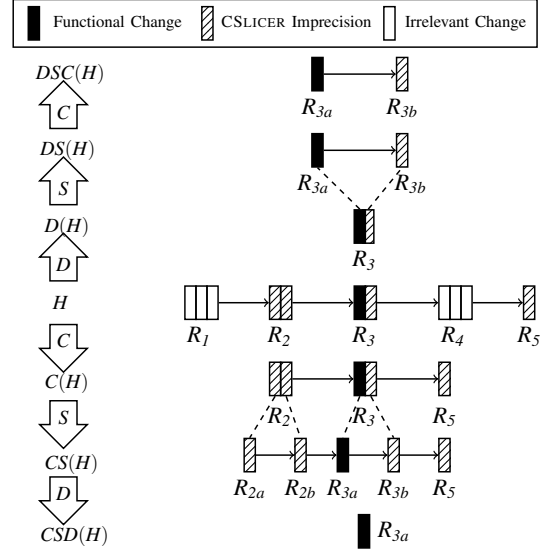 Functional Change CSLICER Imprecision Irrelevant Change
DSC(H)
C
R3a R3b
DS(H)
S
R3a R3b
D(H)
D
R3
H
R1 R2 R3 R4 R5
C
C(H)
R2 R3 R5
S
CS(H)
R2a R2b R3a R3b R5
D
CSD(H)
R3a